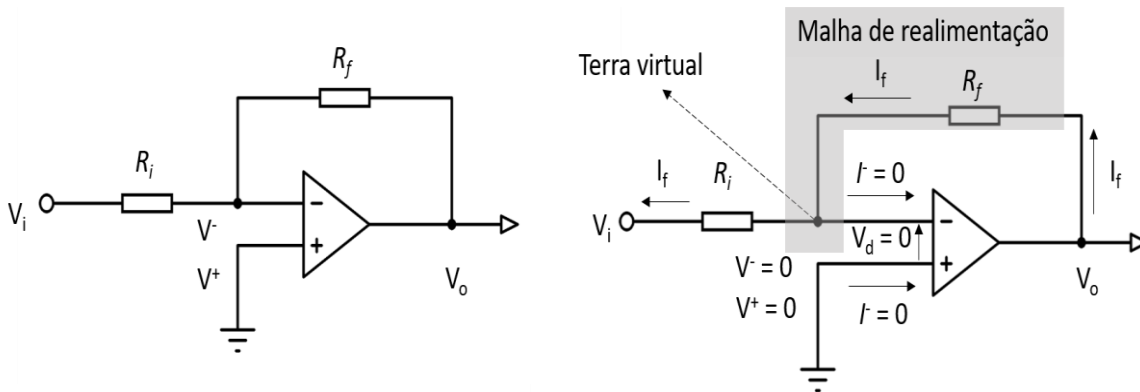 R_f
R_i
V_i
V⁻
V⁺
V_o
−
+
Malha de realimentação
Terra virtual
I_f
R_f
I_f
I_f
R_i
I⁻ = 0
V_i
V_d = 0
V⁻ = 0
V⁺ = 0
I⁻ = 0
V_o
−
+